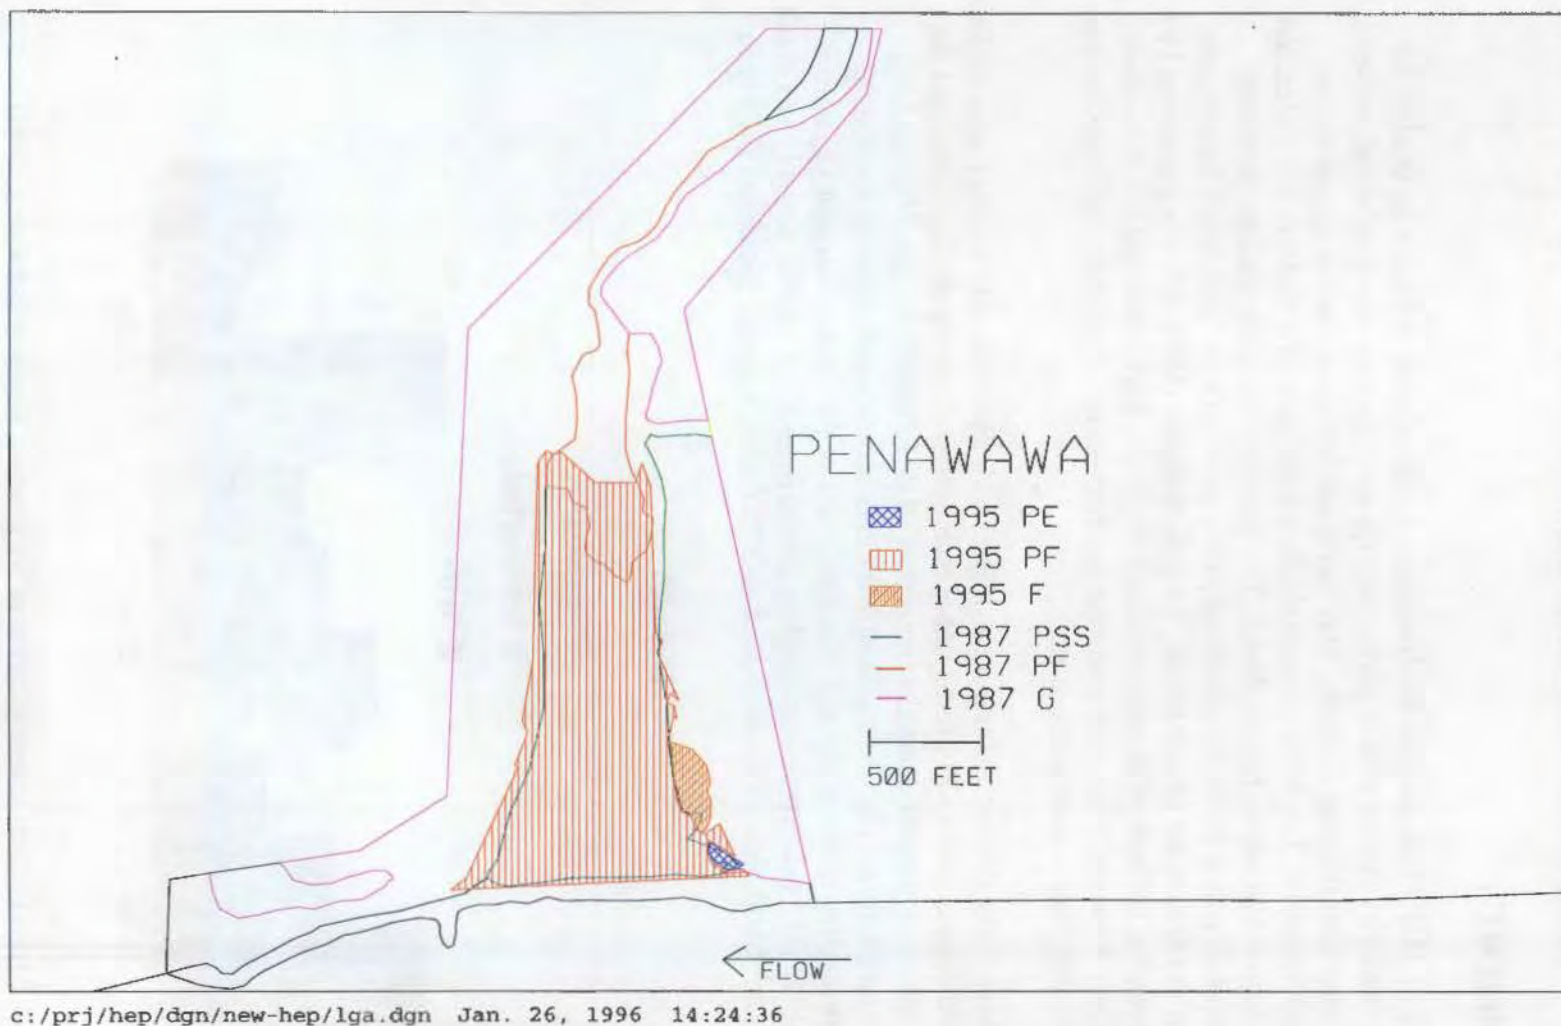 PENAWAWA
1995 PE
1995 PF
1995 F
1987 PSS
1987 PF
1987 G
500 FEET
FLOW
c:/prj/hep/dgn/new-hep/lga.dgn Jan. 26, 1996 14:24:36